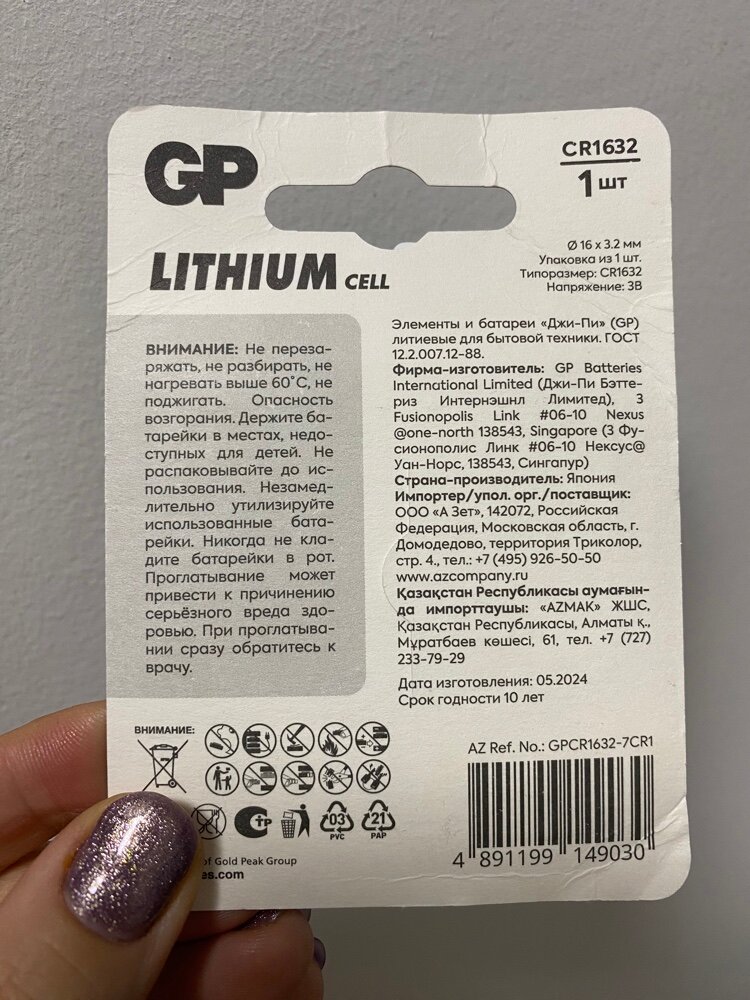 GP
CR1632
1 шт
LITHIUM CELL
Ø 16 x 3.2 мм
Упаковка из 1 шт.
Типоразмер: CR1632
Напряжение: 3В
ВНИМАНИЕ: Не переза-
ряжать, не разбирать, не
нагревать выше 60˚С, не
поджигать. Опасность
возгорания. Держите ба-
тарейки в местах, недо-
ступных для детей. Не
распаковывайте до ис-
пользования. Незамед-
лительно утилизируйте
использованные бата-
рейки. Никогда не кла-
дите батарейки в рот.
Проглатывание может
привести к причинению
серьёзного вреда здо-
ровью. При проглатыва-
нии сразу обратитесь к
врачу.
Элементы и батареи «Джи-Пи» (GP)
литиевые для бытовой техники. ГОСТ
12.2.007.12-88.
Фирма-изготовитель: GP Batteries
International Limited (Джи-Пи Бэтте-
риз Интернэшнл Лимитед), 3
Fusionopolis Link #06-10 Nexus
@one-north 138543, Singapore (3 Фу-
сионополис Линк #06-10 Нексус@
Уан-Норс, 138543, Сингапур)
Страна-производитель: Япония
Импортер/упол. орг./поставщик:
ООО «А Зет», 142072, Российская
Федерация, Московская область, г.
Домодедово, территория Триколор,
стр. 4., тел.: +7 (495) 926-50-50
www.azcompany.ru
Қазақстан Республикасы аумағын-
да импорттаушы: «AZMAK» ЖШС,
Қазақстан Республикасы, Алматы қ.,
Мұратбаев көшесі, 61, тел. +7 (727)
233-79-29
Дата изготовления: 05.2024
Срок годности 10 лет
ВНИМАНИЕ:
03
PVC
21
PAP
of Gold Peak Group
es.com
AZ Ref. No.: GPCR1632-7CR1
4 891199 149030